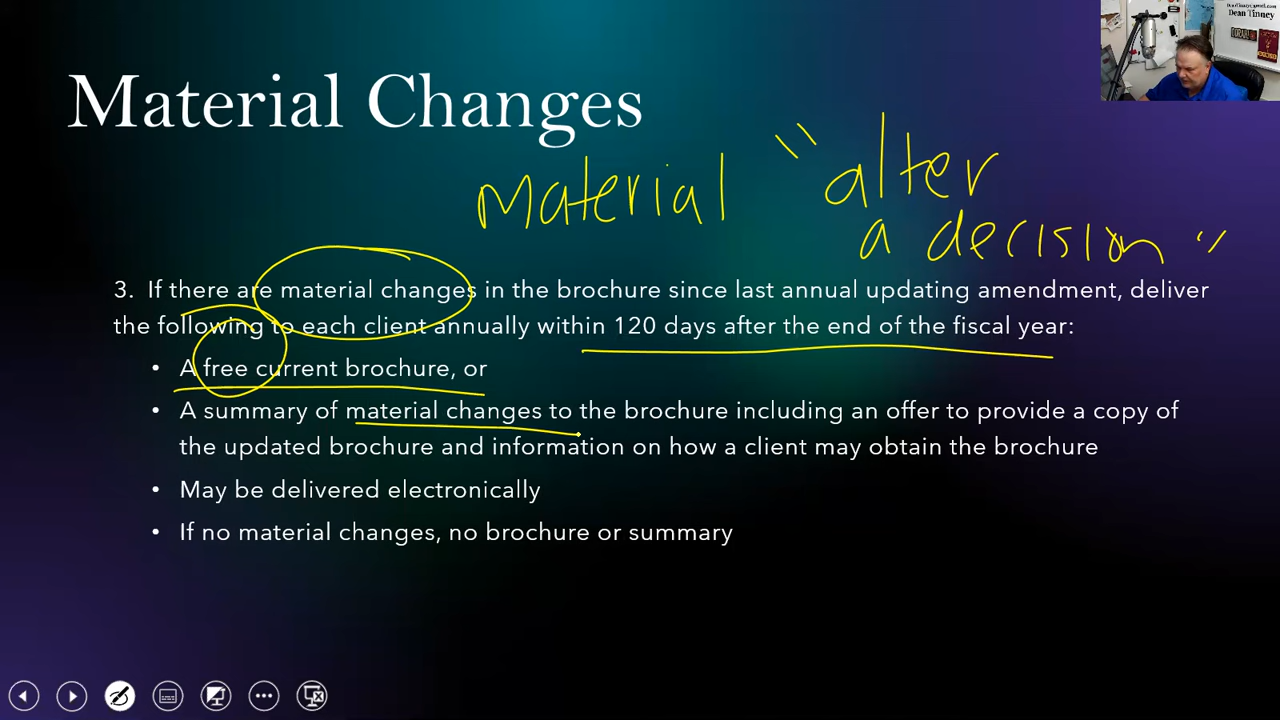 Dean Tinney
Material Changes
material "alter
a decision"
3. If there are material changes in the brochure since last annual updating amendment, deliver
the following to each client annually within 120 days after the end of the fiscal year:
• A free current brochure, or
• A summary of material changes to the brochure including an offer to provide a copy of
the updated brochure and information on how a client may obtain the brochure
• May be delivered electronically
• If no material changes, no brochure or summary